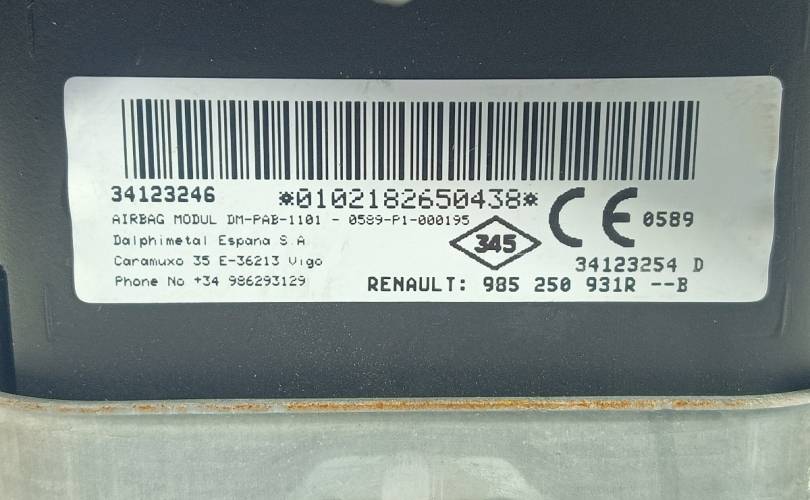 34123246 *0102182650438*
AIRBAG MODUL DM-PAB-1101 - 0589-P1-000195
Dalphimetal Espana S.A
Caramuxo 35 E-36213 Vigo
Phone No +34 986293129
345
CE 0589
34123254 D
RENAULT: 985 250 931R --B